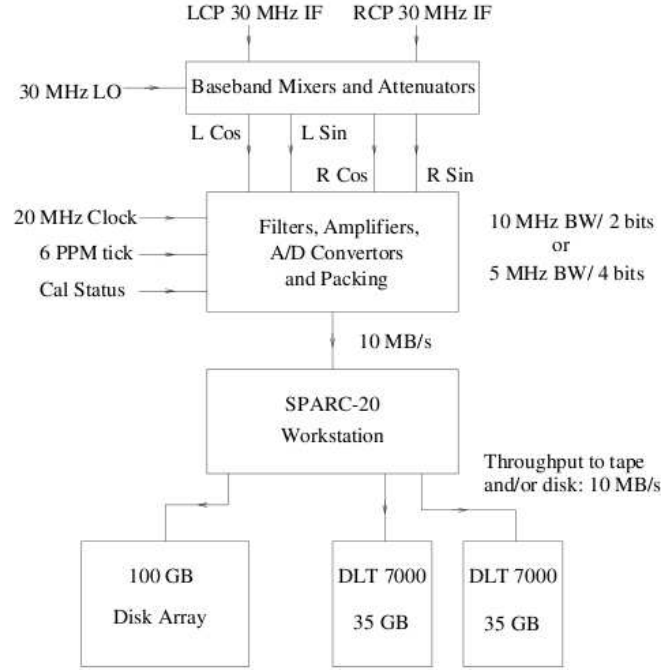 LCP 30 MHz IF
RCP 30 MHz IF
Baseband Mixers and Attenuators
30 MHz LO
L Cos
L Sin
R Cos
R Sin
20 MHz Clock
6 PPM tick
Cal Status
Filters, Amplifiers,
A/D Convertors
and Packing
10 MHz BW/ 2 bits
or
5 MHz BW/ 4 bits
10 MB/s
SPARC-20
Workstation
Throughput to tape
and/or disk: 10 MB/s
100 GB
Disk Array
DLT 7000
35 GB
DLT 7000
35 GB